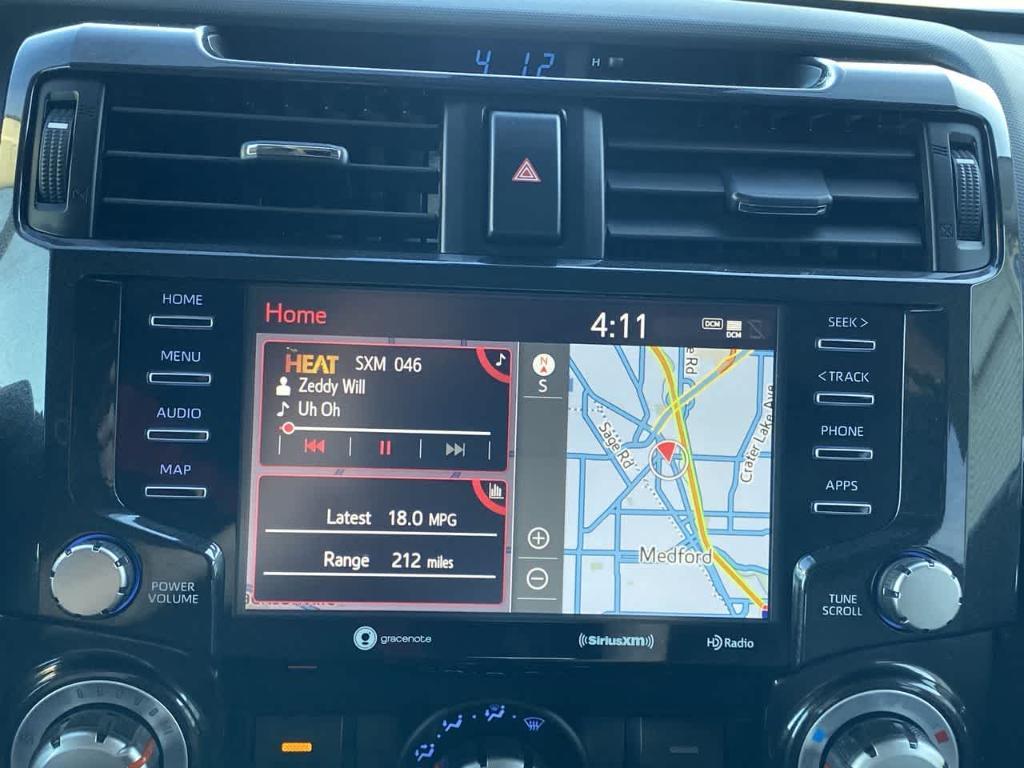 4 12 H
HOME
MENU
AUDIO
MAP
POWER
VOLUME
Home
4:11
DCM
DCM
The HEAT SXM 046
Zeddy Will
Uh Oh
Latest 18.0 MPG
Range 212 miles
N
S
Rd
Sage Rd
Crater Lake Ave
Medford
SEEK >
< TRACK
PHONE
APPS
TUNE
SCROLL
gracenote
((SiriusXM))
HD Radio